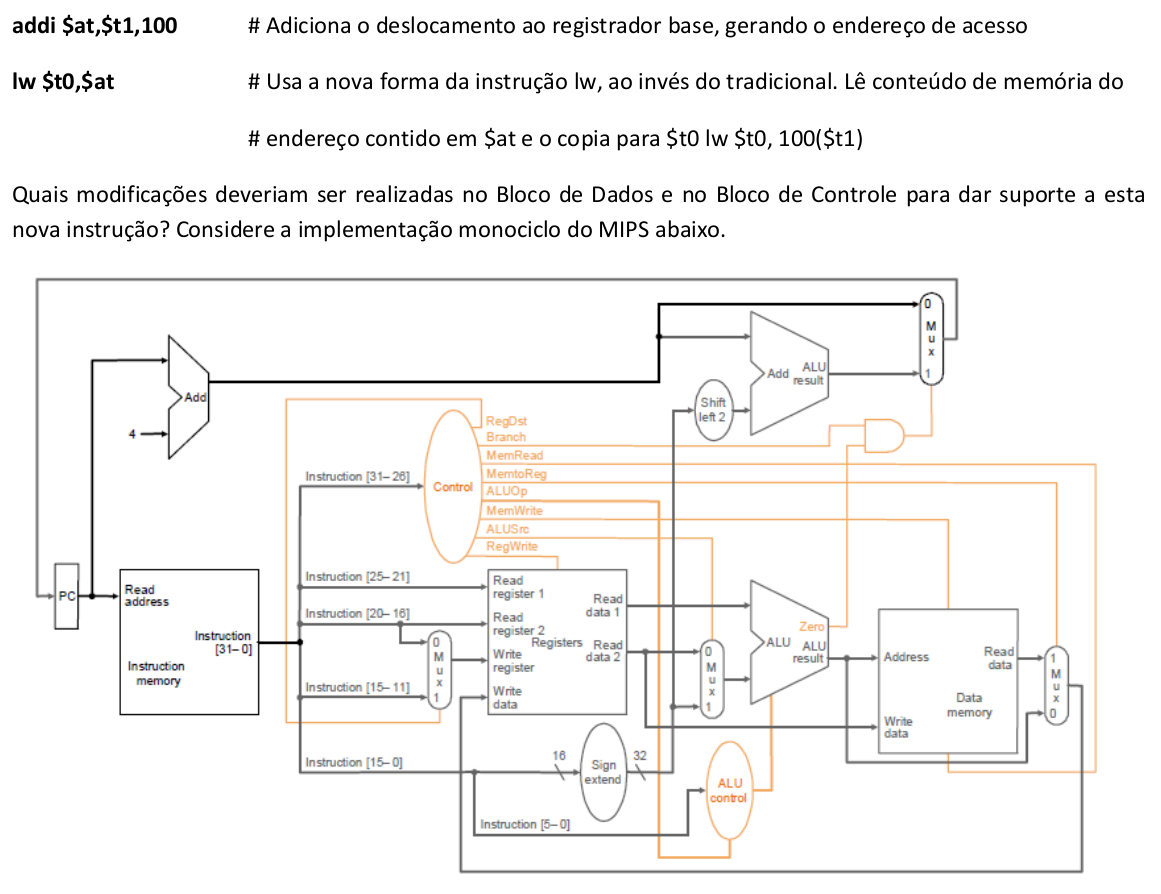 addi $at,$t1,100 # Adiciona o deslocamento ao registrador base, gerando o endereço de acesso
lw $t0,$at # Usa a nova forma da instrução lw, ao invés do tradicional. Lê conteúdo de memória do
# endereço contido em $at e o copia para $t0 lw $t0, 100($t1)
Quais modificações deveriam ser realizadas no Bloco de Dados e no Bloco de Controle para dar suporte a esta
nova instrução? Considere a implementação monociclo do MIPS abaixo.
0
M
u
x
1
Add
ALU
result
Add
4
Shift
left 2
RegDst
Branch
MemRead
MemtoReg
ALUOp
MemWrite
ALUSrc
RegWrite
Control
Instruction [31–26]
Instruction [25–21]
Instruction [20–16]
Instruction [15–11]
Instruction [15–0]
Instruction [5–0]
PC
Read
address
Instruction
[31–0]
Instruction
memory
0
M
u
x
1
Read
register 1
Read
register 2
Write
register
Write
data
Registers
Read
data 1
Read
data 2
0
M
u
x
1
Zero
ALU
ALU
result
Address
Read
data
Data
memory
Write
data
1
M
u
x
0
16
Sign
extend
32
ALU
control